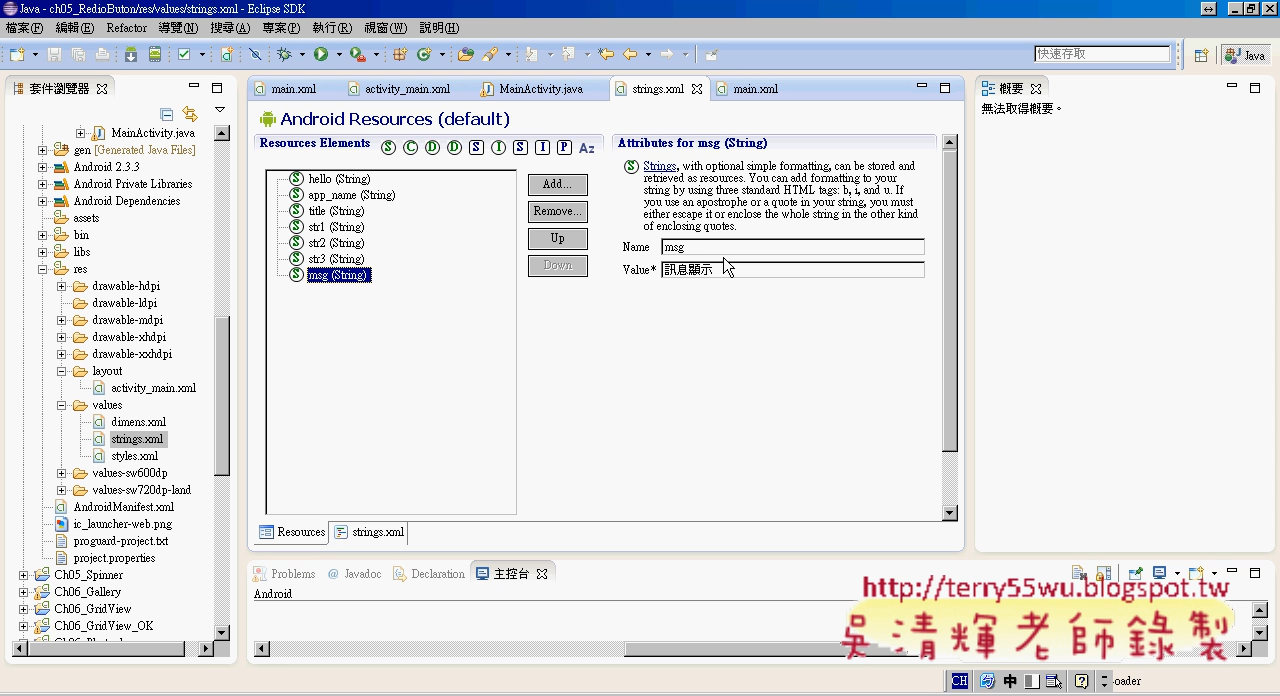 Java - ch05_RedioButon/res/values/strings.xml - Eclipse SDK
檔案(F) 編輯(E) Refactor 導覽(N) 搜尋(A) 專案(P) 執行(R) 視窗(W) 說明(H)
快速存取
Java
套件瀏覽器
MainActivity.java
gen [Generated Java Files]
Android 2.3.3
Android Private Libraries
Android Dependencies
assets
bin
libs
res
drawable-hdpi
drawable-ldpi
drawable-mdpi
drawable-xhdpi
drawable-xxhdpi
layout
activity_main.xml
values
dimens.xml
strings.xml
styles.xml
values-sw600dp
values-sw720dp-land
AndroidManifest.xml
ic_launcher-web.png
proguard-project.txt
project.properties
Ch05_Spinner
Ch06_Gallery
Ch06_GridView
Ch06_GridView_OK
main.xml activity_main.xml MainActivity.java strings.xml main.xml
Android Resources (default)
Resources Elements S C D D S I S I P Az
hello (String)
app_name (String)
title (String)
str1 (String)
str2 (String)
str3 (String)
msg (String)
Add...
Remove...
Up
Down
Attributes for msg (String)
Strings, with optional simple formatting, can be stored and
retrieved as resources. You can add formatting to your
string by using three standard HTML tags: b, i, and u. If
you use an apostrophe or a quote in your string, you must
either escape it or enclose the whole string in the other kind
of enclosing quotes.
Name msg
Value* 訊息顯示
Resources strings.xml
概要
無法取得概要。
Problems Javadoc Declaration 主控台
Android
http://terry55wu.blogspot.tw
吳清輝老師錄製
CH 中 oader